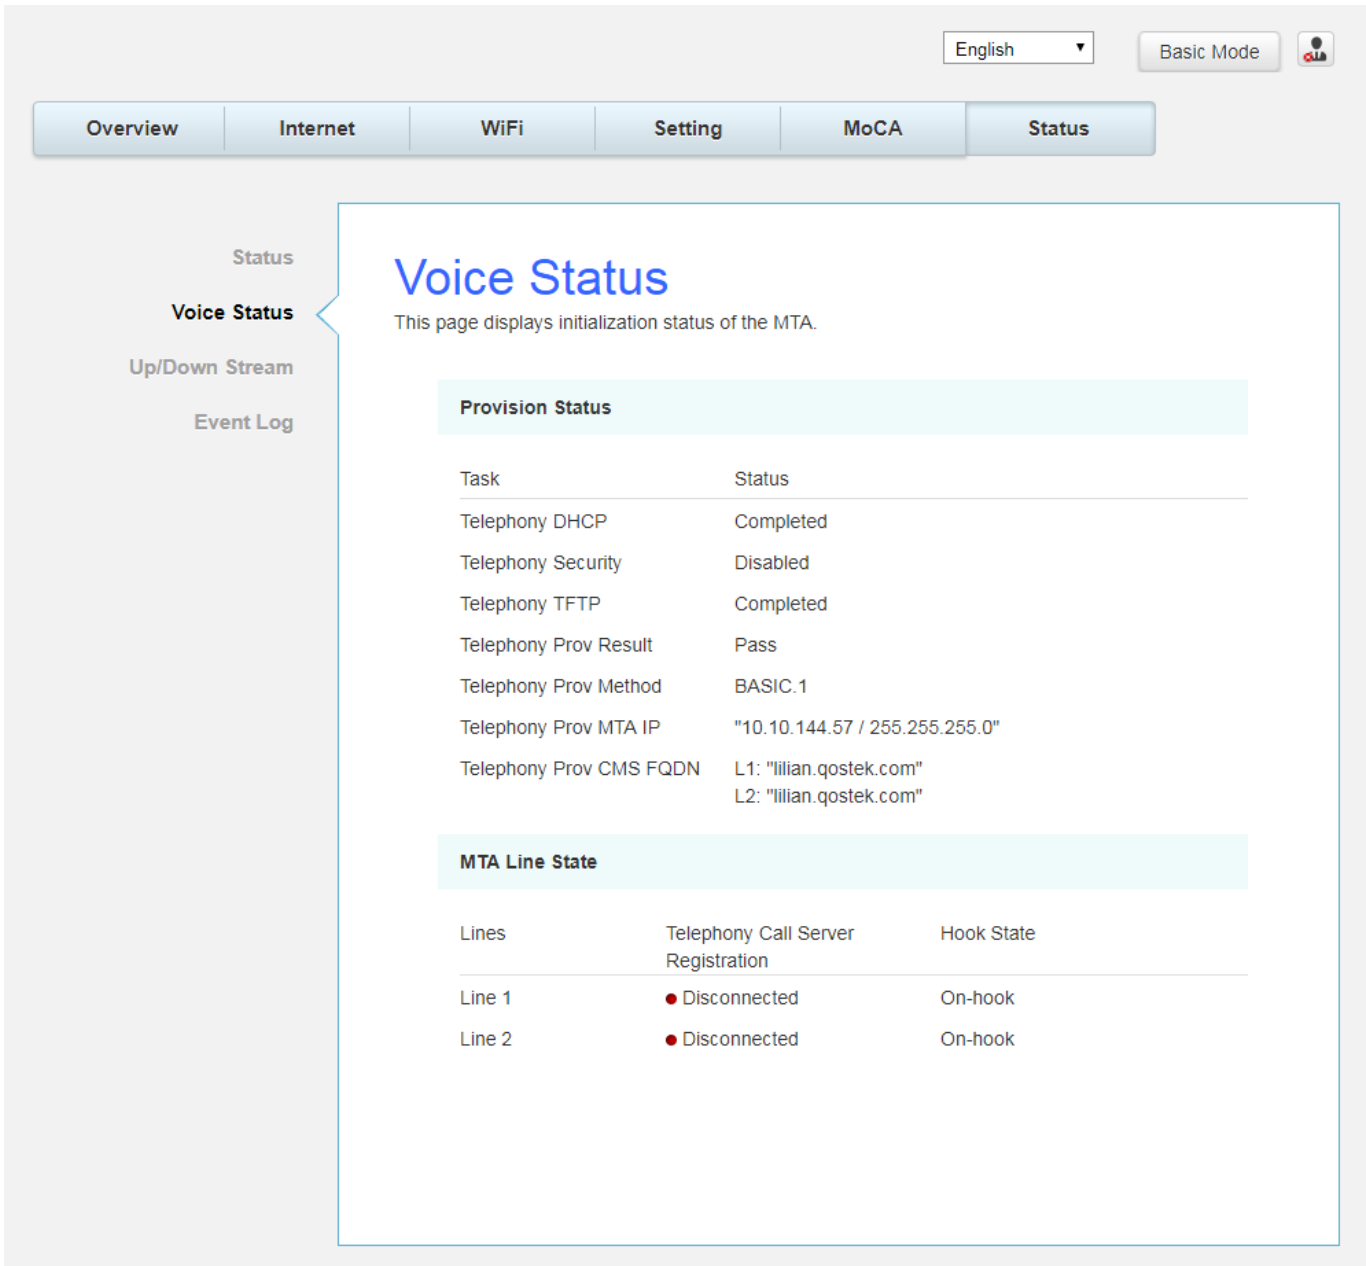 English
Basic Mode
Overview Internet WiFi Setting MoCA Status
Status
Voice Status
Up/Down Stream
Event Log
Voice Status
This page displays initialization status of the MTA.
Provision Status
Task Status
Telephony DHCP Completed
Telephony Security Disabled
Telephony TFTP Completed
Telephony Prov Result Pass
Telephony Prov Method BASIC.1
Telephony Prov MTA IP "10.10.144.57 / 255.255.255.0"
Telephony Prov CMS FQDN L1: "lilian.qostek.com"
L2: "lilian.qostek.com"
MTA Line State
Lines Telephony Call Server Hook State
Registration
Line 1 Disconnected On-hook
Line 2 Disconnected On-hook